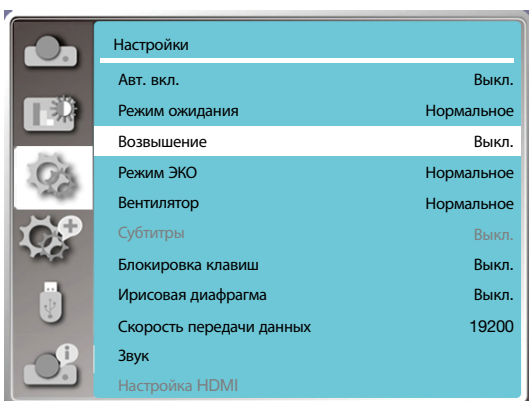 Настройки
Авт. вкл. Выкл.
Режим ожидания Нормальное
Возвышение Выкл.
Режим ЭКО Нормальное
Вентилятор Нормальное
Субтитры Выкл.
Блокировка клавиш Выкл.
Ирисовая диафрагма Выкл.
Скорость передачи данных 19200
Звук
Настройка HDMI